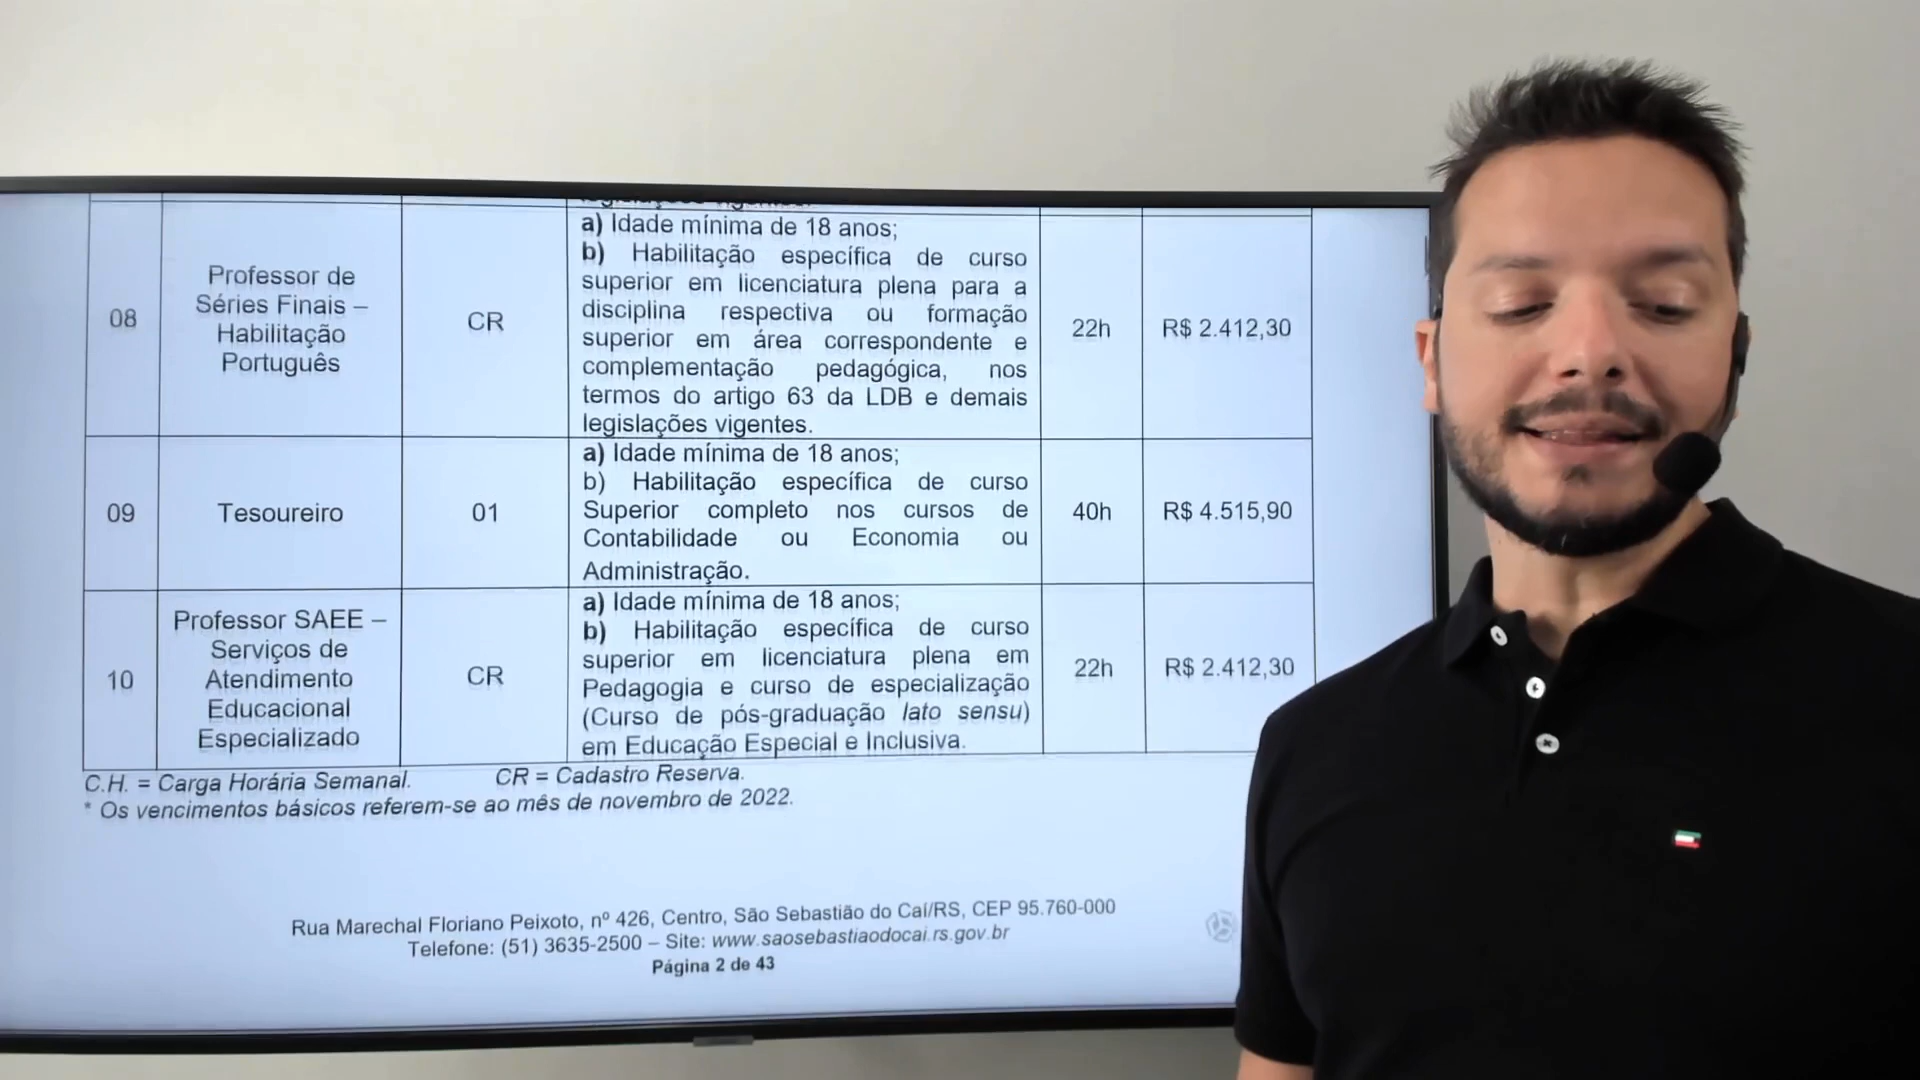 08
Professor de
Séries Finais –
Habilitação
Português
CR
a) Idade mínima de 18 anos;
b) Habilitação específica de curso
superior em licenciatura plena para a
disciplina respectiva ou formação
superior em área correspondente e
complementação pedagógica, nos
termos do artigo 63 da LDB e demais
legislações vigentes.
22h
R$ 2.412,30
09
Tesoureiro
01
a) Idade mínima de 18 anos;
b) Habilitação específica de curso
Superior completo nos cursos de
Contabilidade ou Economia ou
Administração.
40h
R$ 4.515,90
10
Professor SAEE –
Serviços de
Atendimento
Educacional
Especializado
CR
a) Idade mínima de 18 anos;
b) Habilitação específica de curso
superior em licenciatura plena em
Pedagogia e curso de especialização
(Curso de pós-graduação lato sensu)
em Educação Especial e Inclusiva.
22h
R$ 2.412,30
C.H. = Carga Horária Semanal. CR = Cadastro Reserva.
* Os vencimentos básicos referem-se ao mês de novembro de 2022.
Rua Marechal Floriano Peixoto, nº 426, Centro, São Sebastião do Caí/RS, CEP 95.760-000
Telefone: (51) 3635-2500 – Site: www.saosebastiaodocai.rs.gov.br
Página 2 de 43